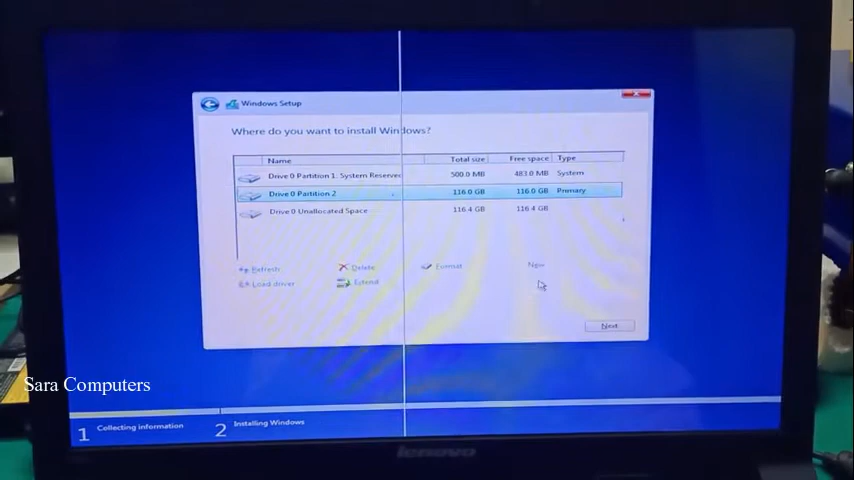 Windows Setup
Where do you want to install Windows?
Name Total size Free space Type
Drive 0 Partition 1: System Reserved 500.0 MB 483.0 MB System
Drive 0 Partition 2 116.0 GB 116.0 GB Primary
Drive 0 Unallocated Space 116.4 GB 116.4 GB
Refresh Delete Format New
Load driver Extend
Next
Sara Computers
1 Collecting information 2 Installing Windows
lenovo